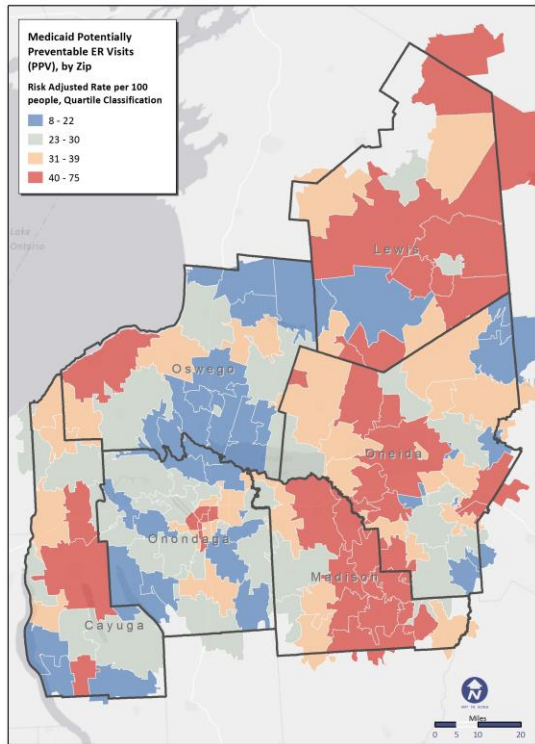 Medicaid Potentially
Preventable ER Visits
(PPV), by Zip
Risk Adjusted Rate per 100
people, Quartile Classification
8 - 22
23 - 30
31 - 39
40 - 75
Lake
Ontario
Lewis
Oswego
Oneida
Onondaga
Madison
Cayuga
N
Miles
0 5 10 20